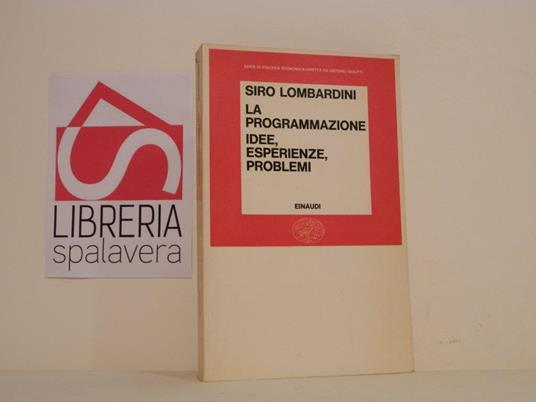 LIBRERIA
spalavera
SERIE DI POLITICA ECONOMICA DIRETTA DA ANTONIO GIOLITTI
SIRO LOMBARDINI
LA
PROGRAMMAZIONE
IDEE,
ESPERIENZE,
PROBLEMI
EINAUDI